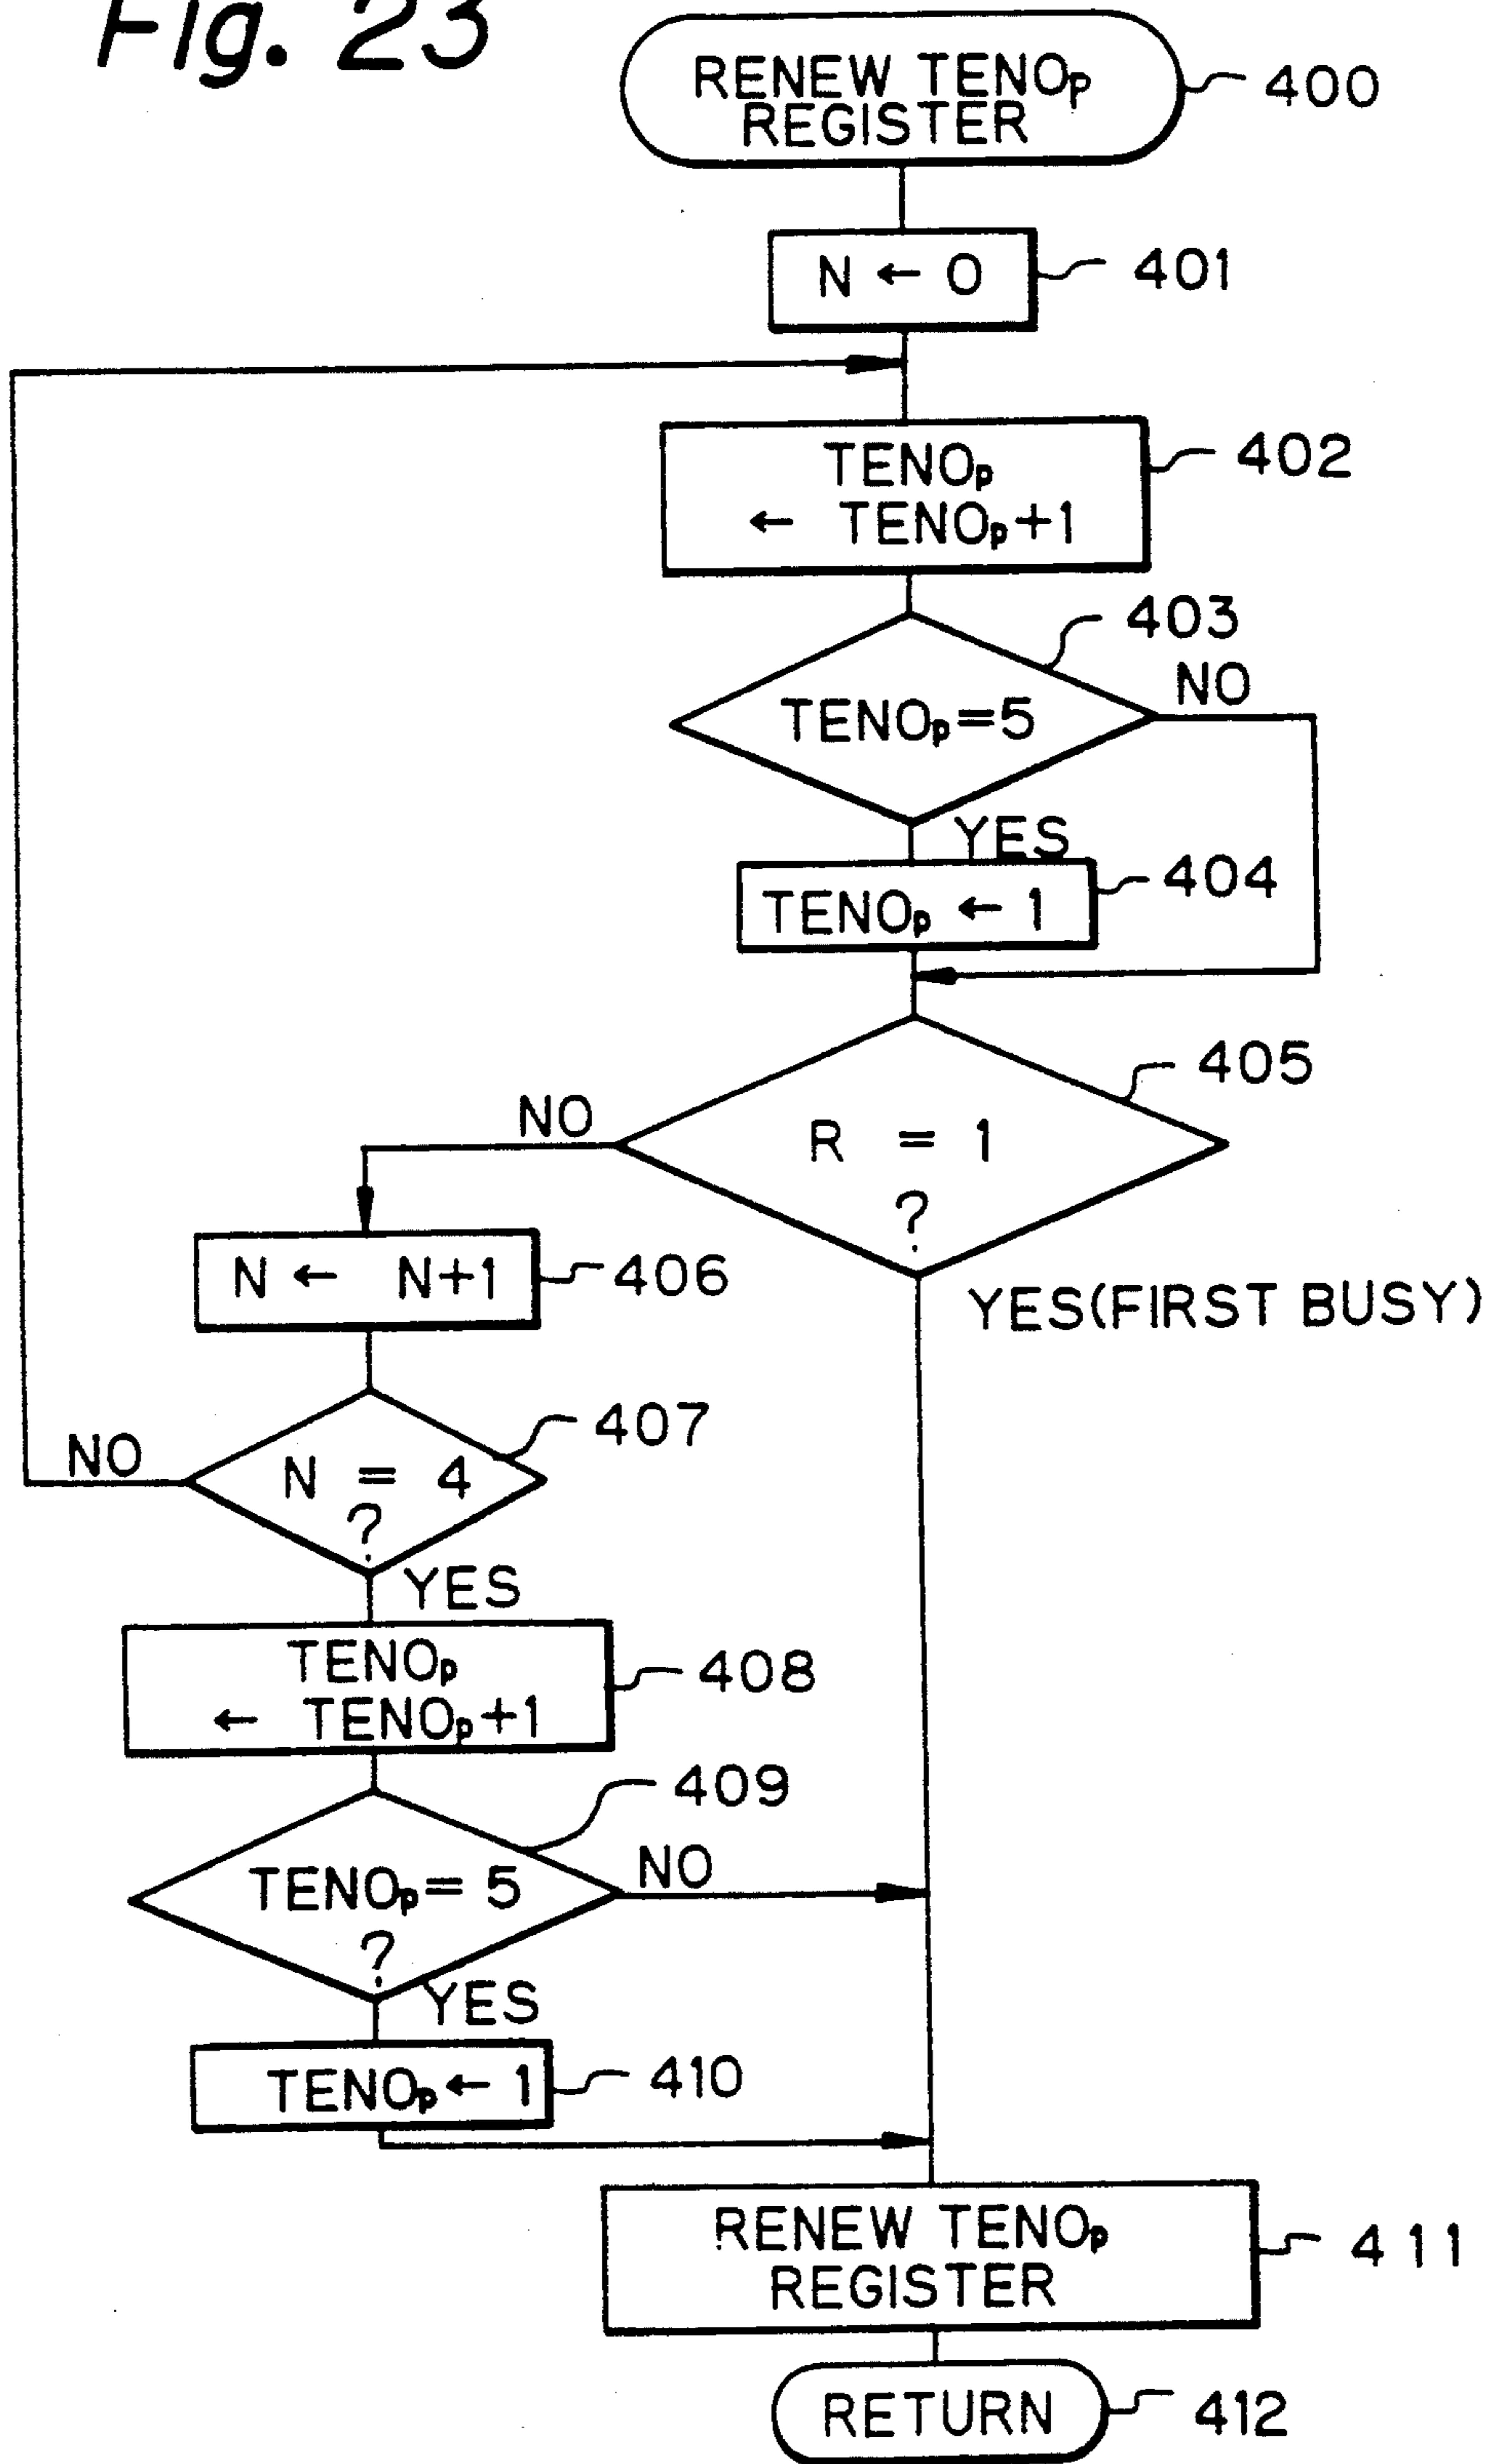 Fig. 23
RENEW TENOp
REGISTER
400
N ← 0
401
TENOp
← TENOp+1
402
403
TENOp=5
NO
YES
TENOp ← 1
404
405
R = 1
?
NO
YES(FIRST BUSY)
N ← N+1
406
407
N = 4
?
NO
YES
TENOp
← TENOp+1
408
409
TENOp= 5
?
NO
YES
TENOp← 1
410
RENEW TENOp
REGISTER
411
RETURN
412